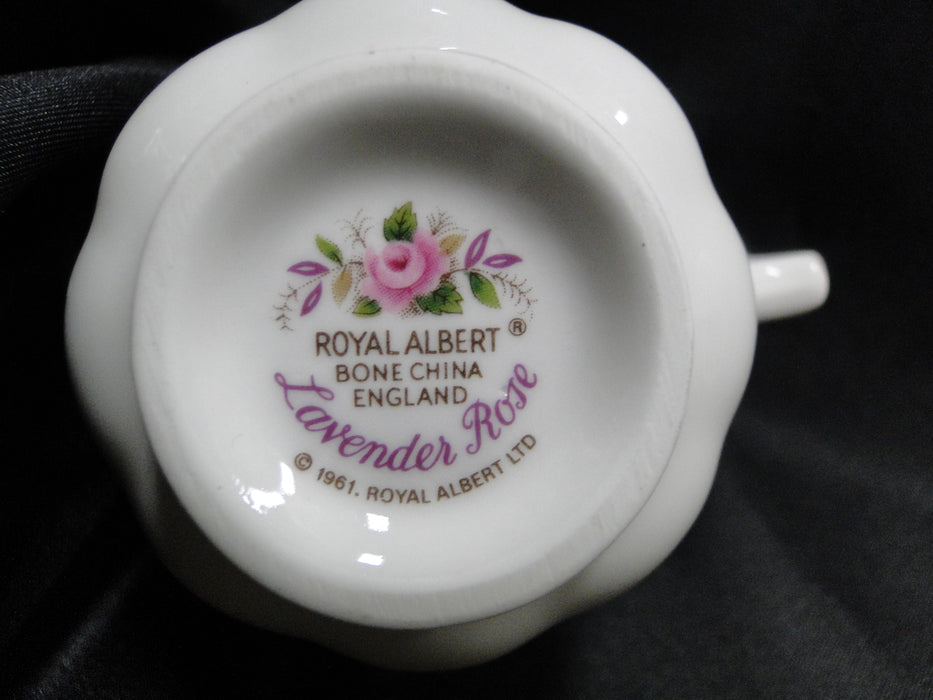 ROYAL ALBERT ®
BONE CHINA
ENGLAND
Lavender Rose
© 1961. ROYAL ALBERT LTD